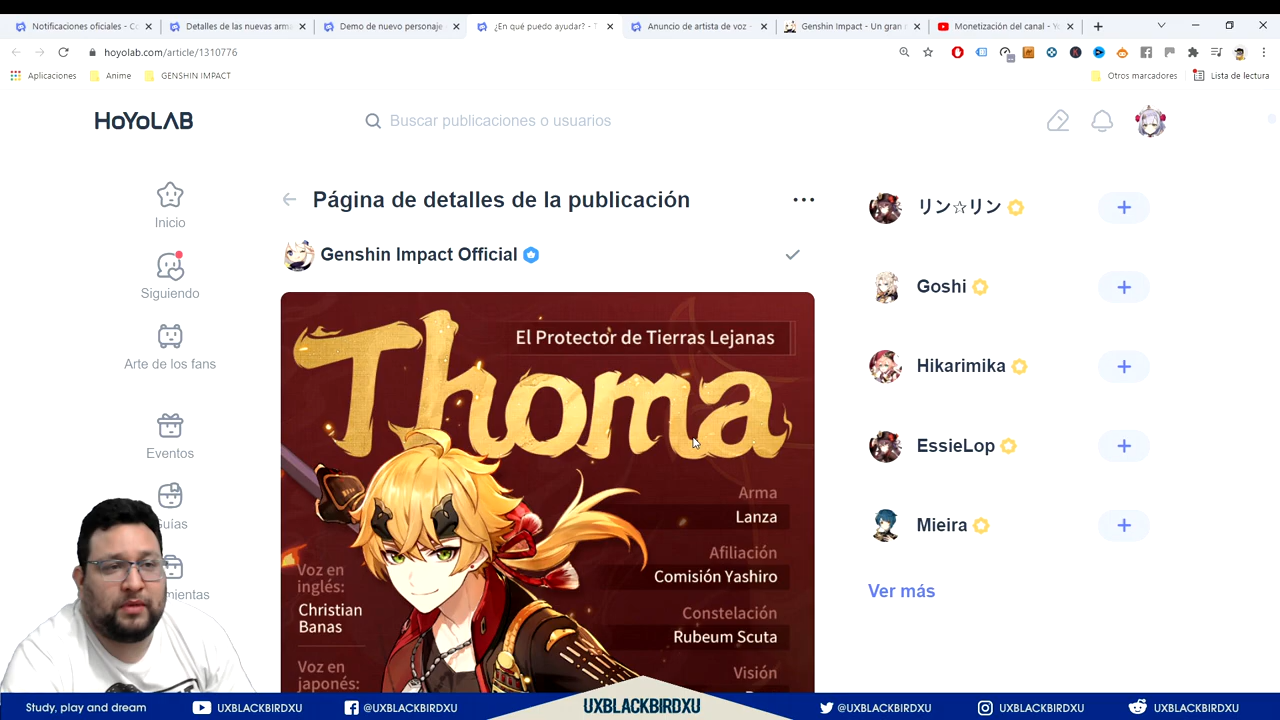 Notificaciones oficiales - Co
Detalles de las nuevas arma
Demo de nuevo personaje
¿En qué puedo ayudar? - T
Anuncio de artista de voz -
Genshin Impact - Un gran
Monetización del canal - Yo
hoyolab.com/article/1310776
Aplicaciones
Anime
GENSHIN IMPACT
Otros marcadores
Lista de lectura
HoYoLAB
Buscar publicaciones o usuarios
Inicio
Siguiendo
Arte de los fans
Eventos
Guías
mientas
Página de detalles de la publicación
Genshin Impact Official
El Protector de Tierras Lejanas
Thoma
Arma
Lanza
Afiliación
Comisión Yashiro
Constelación
Rubeum Scuta
Visión
Voz en
inglés:
Christian
Banas
Voz en
japonés:
リン☆リン
Goshi
Hikarimika
EssieLop
Mieira
Ver más
Study, play and dream
UXBLACKBIRDXU
@UXBLACKBIRDXU
UXBLACKBIRDXU
@UXBLACKBIRDXU
UXBLACKBIRDXU
UXBLACKBIRDXU